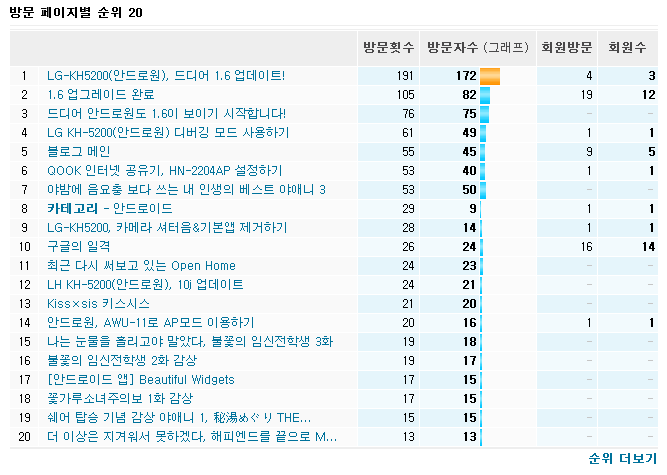 방문 페이지별 순위 20
방문횟수 방문자수 (그래프) 회원방문 회원수
1 LG-KH5200(안드로원), 드디어 1.6 업데이트! 191 172 4 3
2 1.6 업그레이드 완료 105 82 19 12
3 드디어 안드로원도 1.6이 보이기 시작합니다! 76 75 - -
4 LG KH-5200(안드로원) 디버깅 모드 사용하기 61 49 1 1
5 블로그 메인 55 45 9 5
6 QOOK 인터넷 공유기, HN-2204AP 설정하기 53 40 1 1
7 야밤에 음요홓 보다 쓰는 내 인생의 베스트 야애니 3 53 50 - -
8 카테고리 - 안드로이드 29 9 1 1
9 LG-KH5200, 카메라 셔터음&기본앱 제거하기 28 14 1 1
10 구글의 일격 26 24 16 14
11 최근 다시 써보고 있는 Open Home 24 23 - -
12 LH KH-5200(안드로원), 10i 업데이트 24 21 - -
13 Kiss×sis 키스시스 21 20 - -
14 안드로원, AWU-11로 AP모드 이용하기 20 16 1 1
15 나는 눈물을 흘리고야 말았다, 불꽃의 임신전학생 3화 19 18 - -
16 불꽃의 임신전학생 2화 감상 19 17 - -
17 [안드로이드 앱] Beautiful Widgets 17 15 - -
18 꽃가루소녀주의보 1화 감상 17 15 - -
19 쉐어 탑승 기념 감상 야애니 1, 秘湯めぐり THE... 15 15 - -
20 더 이상은 지겨워서 못하겠다, 해피엔드를 끝으로 M... 13 13 - -
순위 더보기